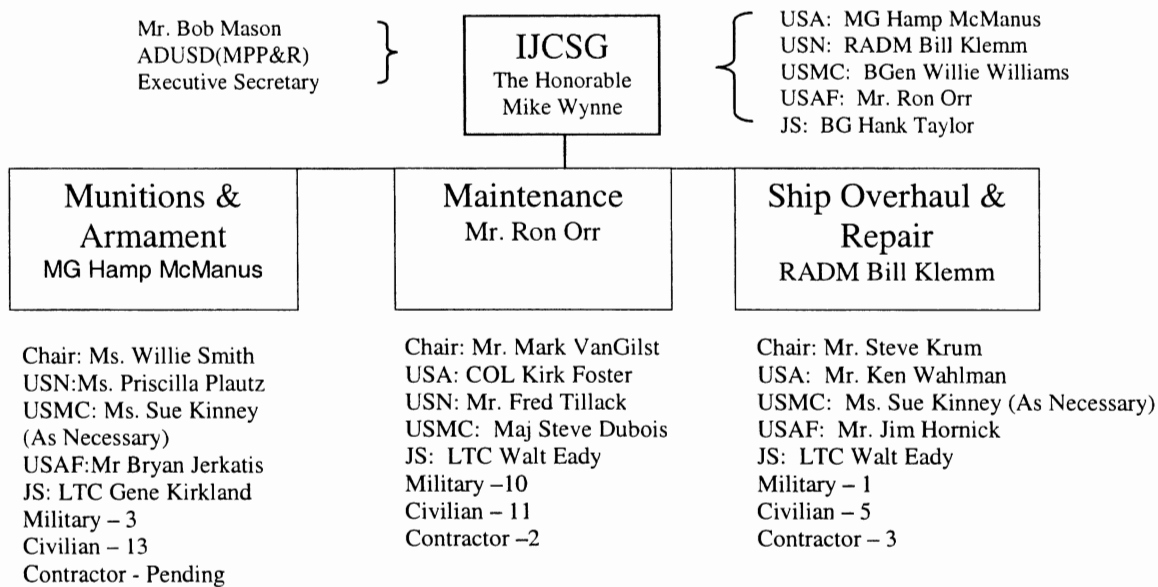 Mr. Bob Mason
ADUSD(MPP&R)
Executive Secretary
IJCSG
The Honorable
Mike Wynne
USA: MG Hamp McManus
USN: RADM Bill Klemm
USMC: BGen Willie Williams
USAF: Mr. Ron Orr
JS: BG Hank Taylor
Munitions &
Armament
MG Hamp McManus
Maintenance
Mr. Ron Orr
Ship Overhaul &
Repair
RADM Bill Klemm
Chair: Ms. Willie Smith
USN:Ms. Priscilla Plautz
USMC: Ms. Sue Kinney
(As Necessary)
USAF:Mr Bryan Jerkatis
JS: LTC Gene Kirkland
Military – 3
Civilian – 13
Contractor - Pending
Chair: Mr. Mark VanGilst
USA: COL Kirk Foster
USN: Mr. Fred Tillack
USMC: Maj Steve Dubois
JS: LTC Walt Eady
Military –10
Civilian – 11
Contractor –2
Chair: Mr. Steve Krum
USA: Mr. Ken Wahlman
USMC: Ms. Sue Kinney (As Necessary)
USAF: Mr. Jim Hornick
JS: LTC Walt Eady
Military – 1
Civilian – 5
Contractor – 3